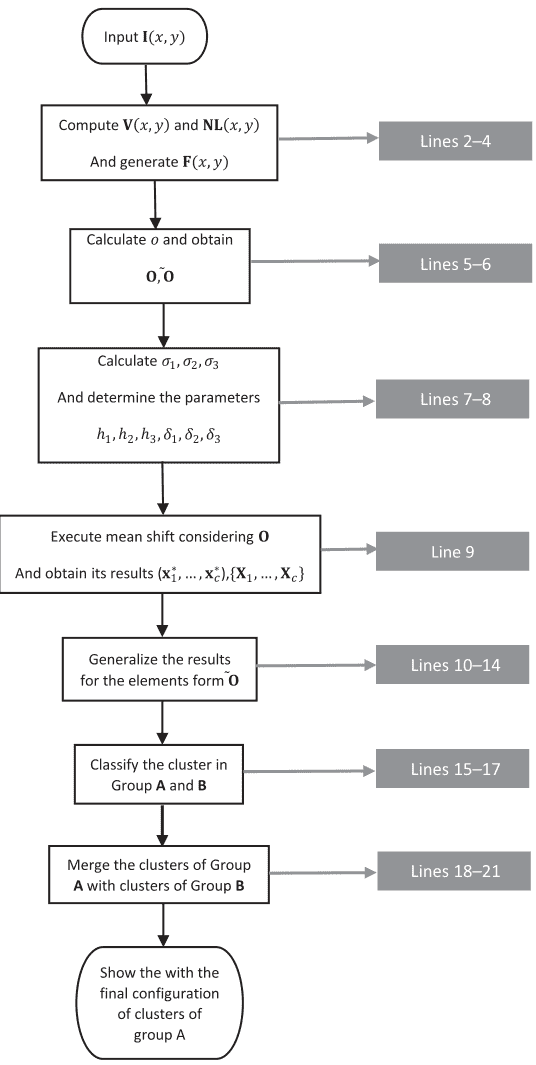 Input I(x, y)
Compute V(x, y) and NL(x, y)
And generate F(x, y)
Lines 2–4
Calculate o and obtain
O,Õ
Lines 5–6
Calculate σ₁, σ₂, σ₃
And determine the parameters
h₁, h₂, h₃, δ₁, δ₂, δ₃
Lines 7–8
Execute mean shift considering O
And obtain its results (x₁*, …, x_c*),{X₁, …, X_c}
Line 9
Generalize the results
for the elements form Õ
Lines 10–14
Classify the cluster in
Group A and B
Lines 15–17
Merge the clusters of Group
A with clusters of Group B
Lines 18–21
Show the with the
final configuration
of clusters of
group A